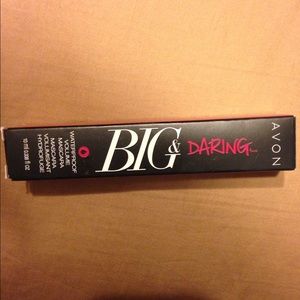 WATERPROOF
VOLUME
MASCARA
MASCARA
VOLUMISANT
HYDROFUGE
BIG & DARING
AVON